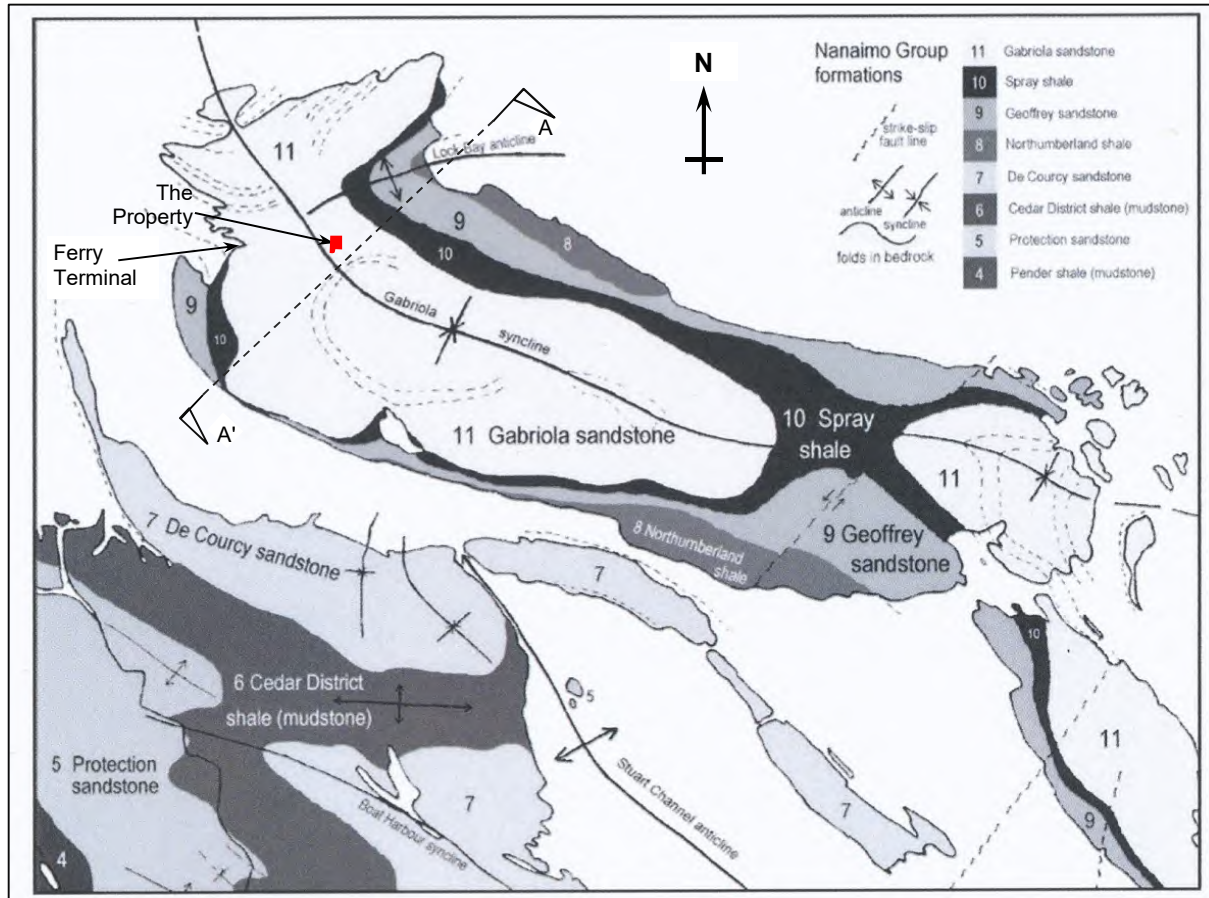 Nanaimo Group
formations
11 Gabriola sandstone
10 Spray shale
9 Geoffrey sandstone
8 Northumberland shale
7 De Courcy sandstone
6 Cedar District shale (mudstone)
5 Protection sandstone
4 Pender shale (mudstone)
strike-slip
fault line
anticline
syncline
folds in bedrock
N
A
Lock Bay anticline
11
The
Property
Ferry
Terminal
9
10
8
9
10
A'
Gabriola
syncline
11 Gabriola sandstone
10 Spray
shale
11
9 Geoffrey
sandstone
8 Northumberland
shale
7 De Courcy sandstone
7
6 Cedar District
shale (mudstone)
5
5 Protection
sandstone
7
Boat Harbour syncline
Stuart Channel anticline
7
4
10
11
9